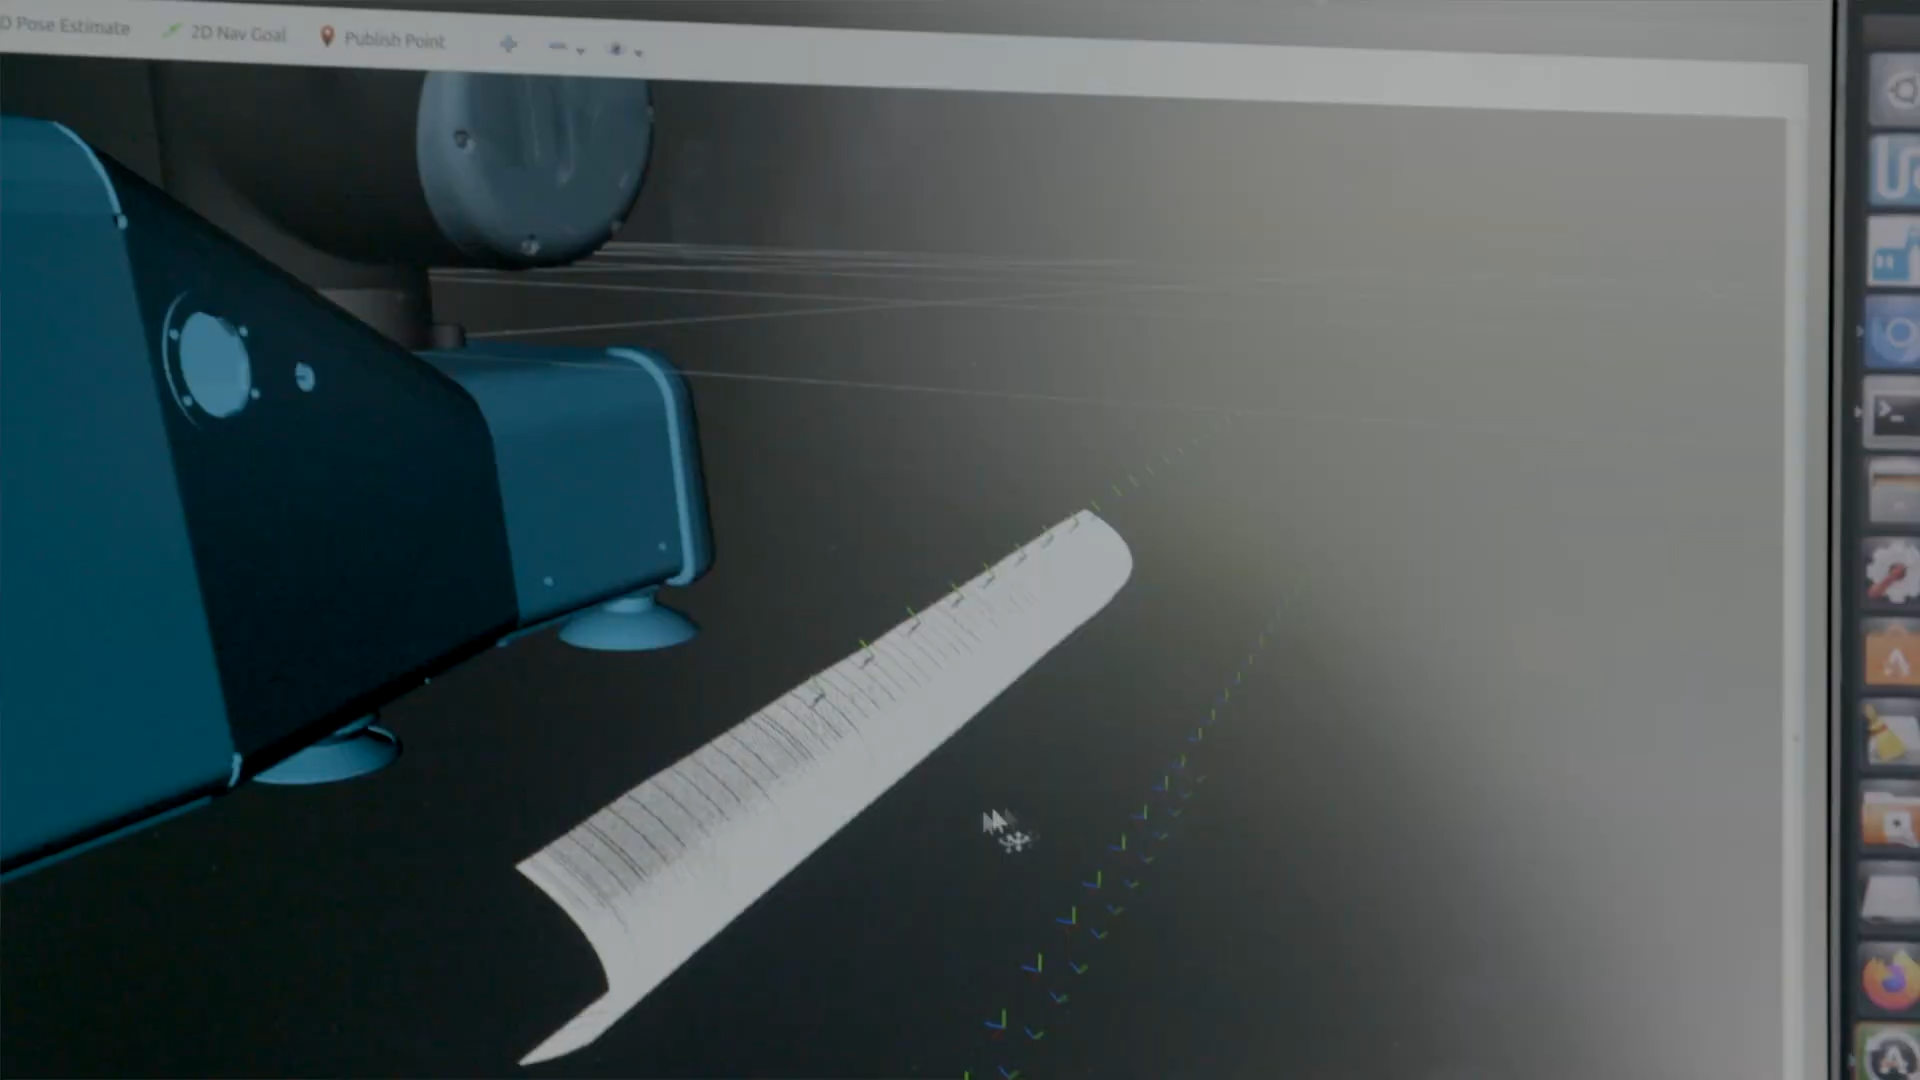 D Pose Estimate
2D Nav Goal
Publish Point